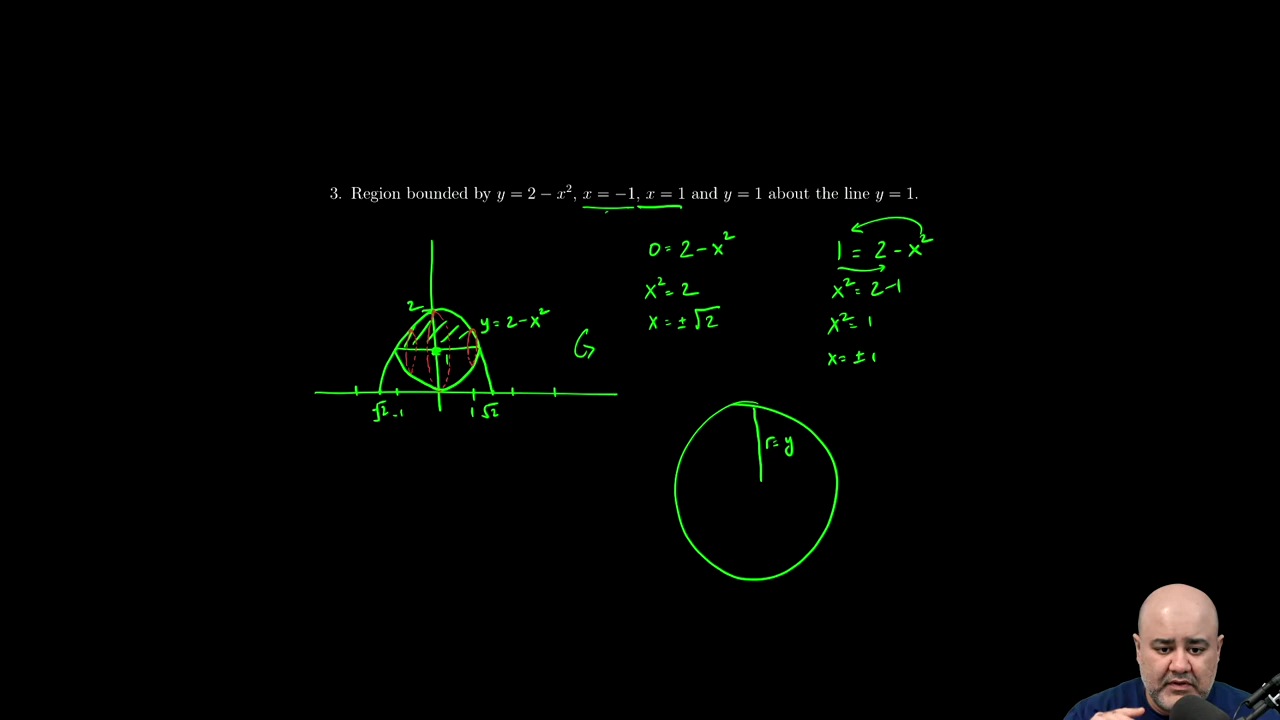 3. Region bounded by y = 2 − x², x = −1, x = 1 and y = 1 about the line y = 1.
0 = 2 - x²
x² = 2
x = ± √2
1 = 2 - x²
x² = 2 - 1
x² = 1
x = ± 1
2
y = 2 - x²
1
√2 -1 1 √2
r = y